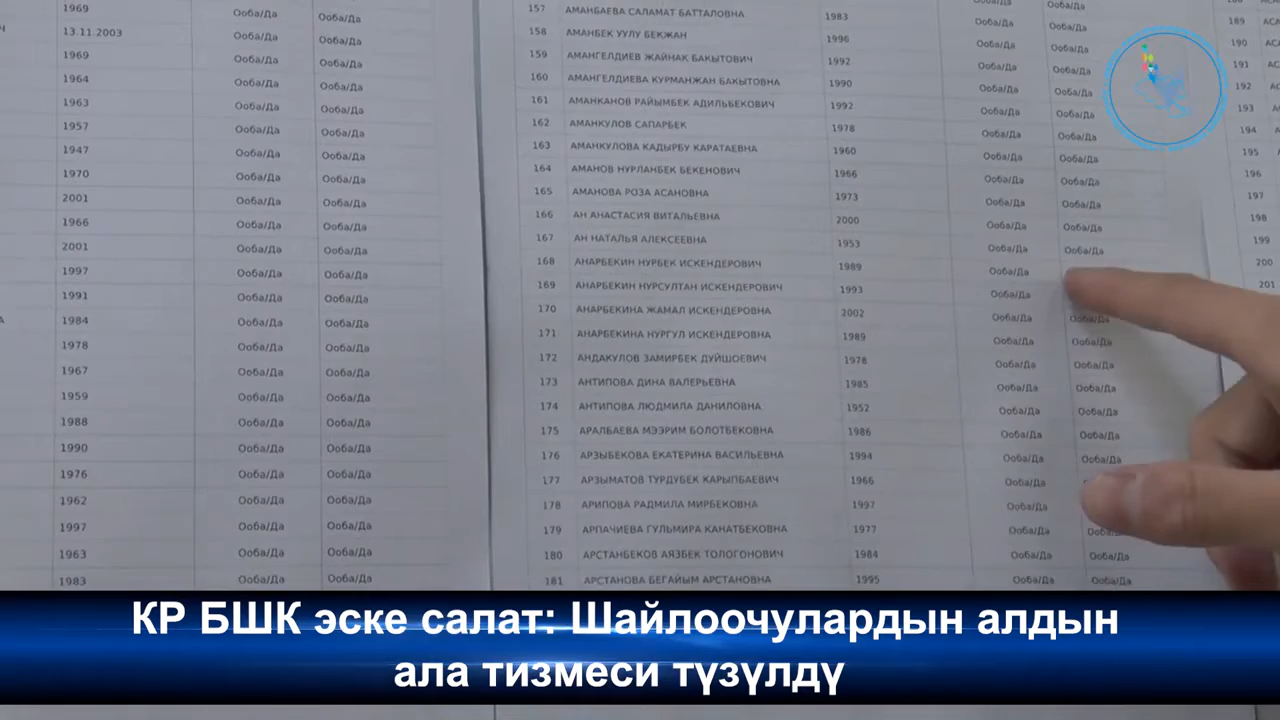 1969
13.11.2003 Ооба/Да Ооба/Да
1969 Ооба/Да Ооба/Да
1964 Ооба/Да Ооба/Да
1963 Ооба/Да Ооба/Да
1957 Ооба/Да Ооба/Да
1947 Ооба/Да Ооба/Да
1970 Ооба/Да Ооба/Да
2001 Ооба/Да Ооба/Да
1966 Ооба/Да Ооба/Да
2001 Ооба/Да Ооба/Да
1997 Ооба/Да Ооба/Да
1991 Ооба/Да Ооба/Да
1984 Ооба/Да Ооба/Да
1978 Ооба/Да Ооба/Да
1967 Ооба/Да Ооба/Да
1959 Ооба/Да Ооба/Да
1988 Ооба/Да Ооба/Да
1990 Ооба/Да Ооба/Да
1976 Ооба/Да Ооба/Да
1962 Ооба/Да Ооба/Да
1997 Ооба/Да Ооба/Да
1963 Ооба/Да Ооба/Да
1983 Ооба/Да Ооба/Да
157 АМАНБАЕВА САЛАМАТ БАТТАЛОВНА 1983 Ооба/Да Ооба/Да
158 АМАНБЕК УУЛУ БЕКЖАН 1996 Ооба/Да Ооба/Да
159 АМАНГЕЛДИЕВ ЖАЙНАК БАКЫТОВИЧ 1992 Ооба/Да Ооба/Да
160 АМАНГЕЛДИЕВА КУРМАНЖАН БАКЫТОВНА 1990 Ооба/Да Ооба/Да
161 АМАНКАНОВ РАЙЫМБЕК АДИЛЬБЕКОВИЧ 1992 Ооба/Да Ооба/Да
162 АМАНКУЛОВ САПАРБЕК 1978 Ооба/Да Ооба/Да
163 АМАНКУЛОВА КАДЫРБУ КАРАТАЕВНА 1960 Ооба/Да Ооба/Да
164 АМАНОВ НУРЛАНБЕК БЕКЕНОВИЧ 1966 Ооба/Да Ооба/Да
165 АМАНОВА РОЗА АСАНОВНА 1973 Ооба/Да Ооба/Да
166 АН АНАСТАСИЯ ВИТАЛЬЕВНА 2000 Ооба/Да Ооба/Да
167 АН НАТАЛЬЯ АЛЕКСЕЕВНА 1953 Ооба/Да Ооба/Да
168 АНАРБЕКИН НУРБЕК ИСКЕНДЕРОВИЧ 1989 Ооба/Да
169 АНАРБЕКИН НУРСУЛТАН ИСКЕНДЕРОВИЧ 1993 Ооба/Да
170 АНАРБЕКИНА ЖАМАЛ ИСКЕНДЕРОВНА 2002 Ооба/Да Ооба/Да
171 АНАРБЕКИНА НУРГУЛ ИСКЕНДЕРОВНА 1989 Ооба/Да Ооба/Да
172 АНДАКУЛОВ ЗАМИРБЕК ДУЙШОЕВИЧ 1978 Ооба/Да Ооба/Да
173 АНТИПОВА ДИНА ВАЛЕРЬЕВНА 1985 Ооба/Да Ооба/Да
174 АНТИПОВА ЛЮДМИЛА ДАНИЛОВНА 1952 Ооба/Да Ооба/Да
175 АРАЛБАЕВА МЭЭРИМ БОЛОТБЕКОВНА 1986 Ооба/Да Ооба/Да
176 АРЗЫБЕКОВА ЕКАТЕРИНА ВАСИЛЬЕВНА 1994 Ооба/Да Ооба/Да
177 АРЗЫМАТОВ ТУРДУБЕК КАРЫПБАЕВИЧ 1966 Ооба/Да
178 АРИПОВА РАДМИЛА МИРБЕКОВНА 1997 Ооба/Да
179 АРПАЧИЕВА ГУЛЬМИРА КАНАТБЕКОВНА 1977 Ооба/Да Ооба/Да
180 АРСТАНБЕКОВ АЯЗБЕК ТОЛОГОНОВИЧ 1984 Ооба/Да Ооба/Да
181 АРСТАНОВА БЕГАЙЫМ АРСТАНОВНА 1995 Ооба/Да Ооба/Да
189
190
191
192
193
194
195
196
197
198
199
200
201
КР БШК эске салат: Шайлоочулардын алдын
ала тизмеси түзүлдү